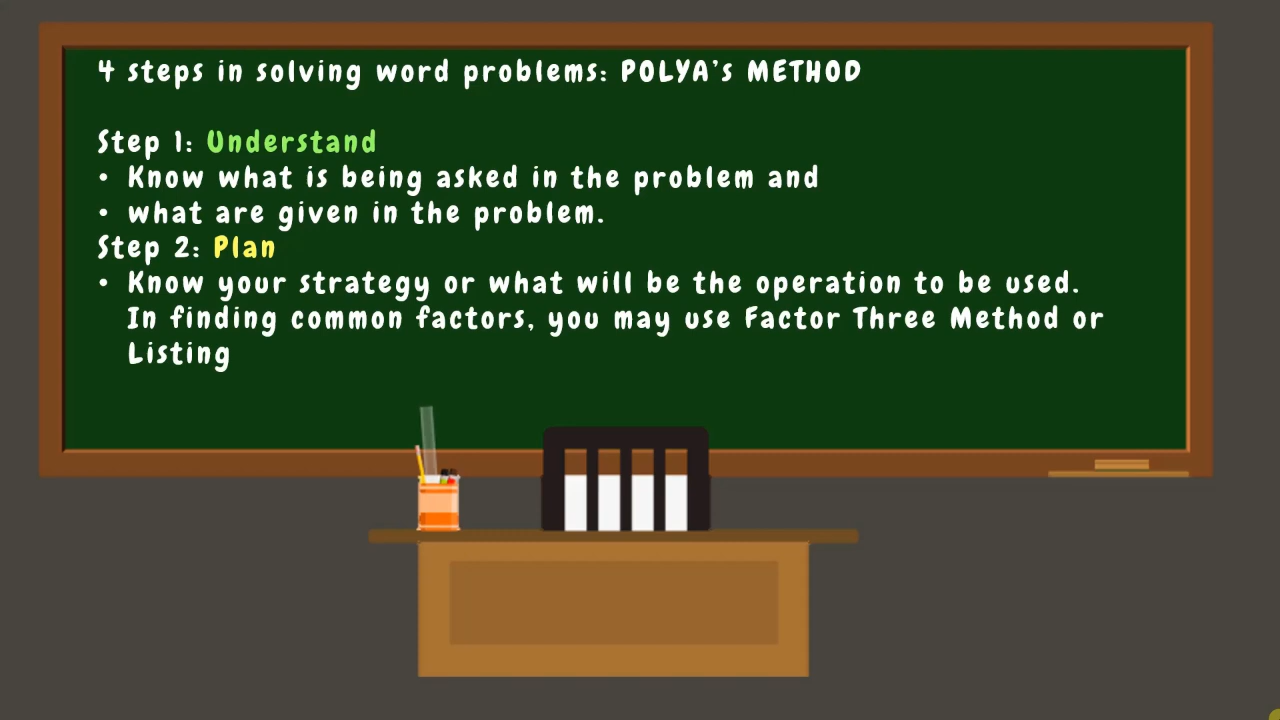 4 steps in solving word problems: POLYA's METHOD
Step 1: Understand
• Know what is being asked in the problem and
• what are given in the problem.
Step 2: Plan
• Know your strategy or what will be the operation to be used.
In finding common factors, you may use Factor Three Method or
Listing